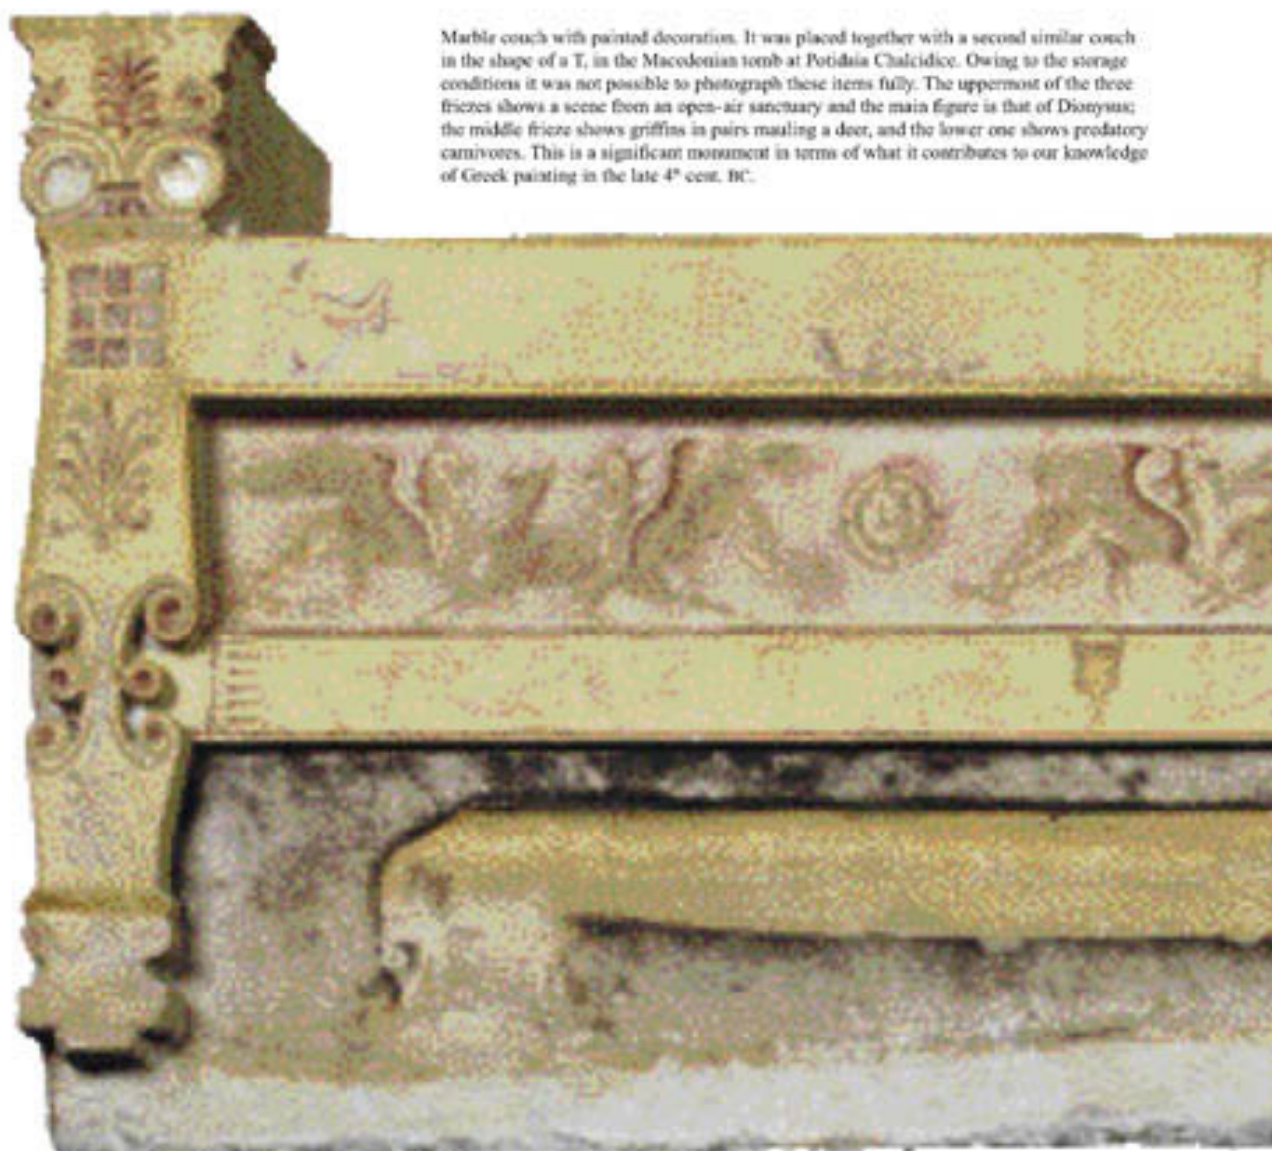 Marble couch with painted decoration. It was placed together with a second similar couch
in the shape of a T, in the Macedonian tomb at Potidaia Chalcidice. Owing to the storage
conditions it was not possible to photograph these items fully. The uppermost of the three
friezes shows a scene from an open-air sanctuary and the main figure is that of Dionysus;
the middle frieze shows griffins in pairs mauling a deer, and the lower one shows predatory
carnivores. This is a significant monument in terms of what it contributes to our knowledge
of Greek painting in the late 4th cent. BC.